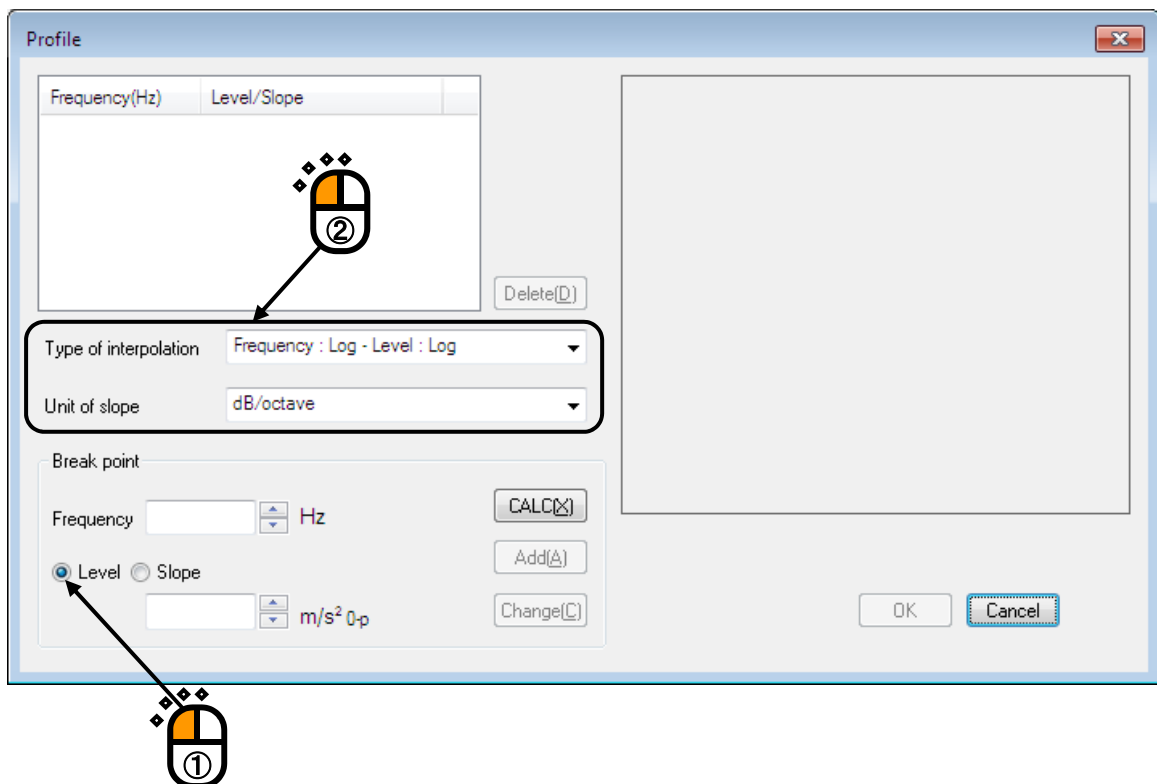 Profile
Frequency(Hz) Level/Slope
②
Delete(D)
Type of interpolation Frequency : Log - Level : Log
Unit of slope dB/octave
Break point
Frequency Hz
CALC(X)
Add(A)
Level Slope
m/s² 0-p
Change(C)
OK Cancel
①